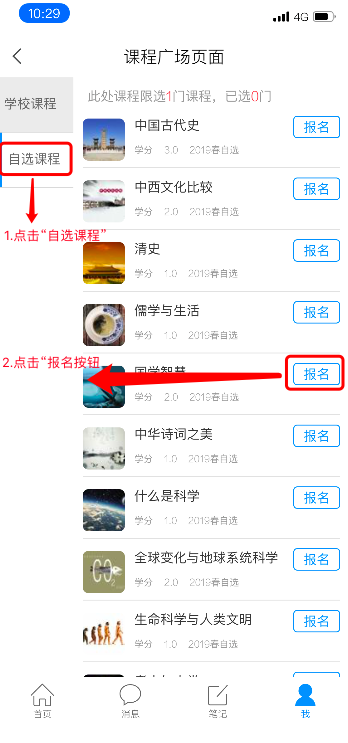 10:29
4G
课程广场页面
学校课程
自选课程
1.点击“自选课程”
2.点击“报名按钮
此处课程限选1门课程，已选0门
中国古代史
报名
学分 3.0 2019春自选
中西文化比较
报名
学分 2.0 2019春自选
清史
报名
学分 1.0 2019春自选
儒学与生活
报名
学分 1.0 2019春自选
国学智慧
报名
学分 2.0 2019春自选
中华诗词之美
报名
学分 1.0 2019春自选
什么是科学
报名
学分 1.0 2019春自选
全球变化与地球系统科学
报名
学分 2.0 2019春自选
生命科学与人类文明
报名
学分 1.0 2019春自选
首页
消息
笔记
我